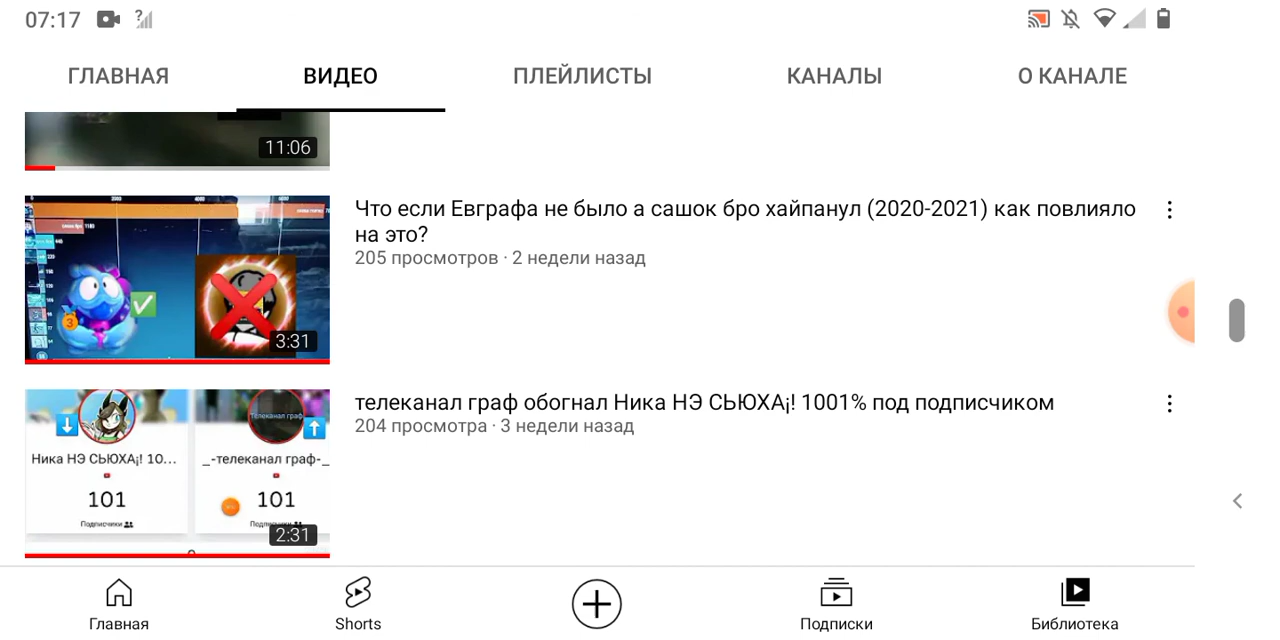 07:17
ГЛАВНАЯ
ВИДЕО
ПЛЕЙЛИСТЫ
КАНАЛЫ
О КАНАЛЕ
11:06
Что если Евграфа не было а сашок бро хайпанул (2020-2021) как повлияло
на это?
205 просмотров · 2 недели назад
3
3:31
телеканал граф обогнал Ника НЭ СЬЮХА¡! 1001% под подписчиком
204 просмотра · 3 недели назад
Телеканал граф
Ника НЭ СЬЮХА¡! 10...
_-телеканал граф-_
101
101
Подписчики
Подписчики
2:31
Главная
Shorts
Подписки
Библиотека